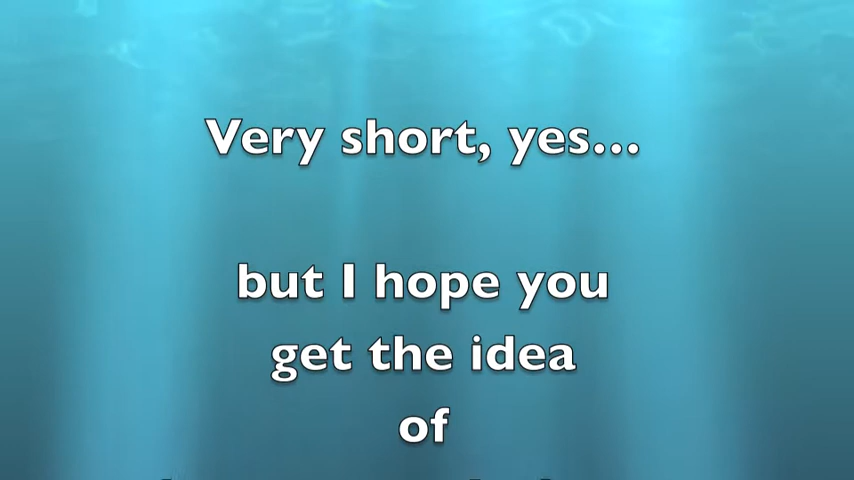 Very short, yes...
but I hope you
get the idea
of